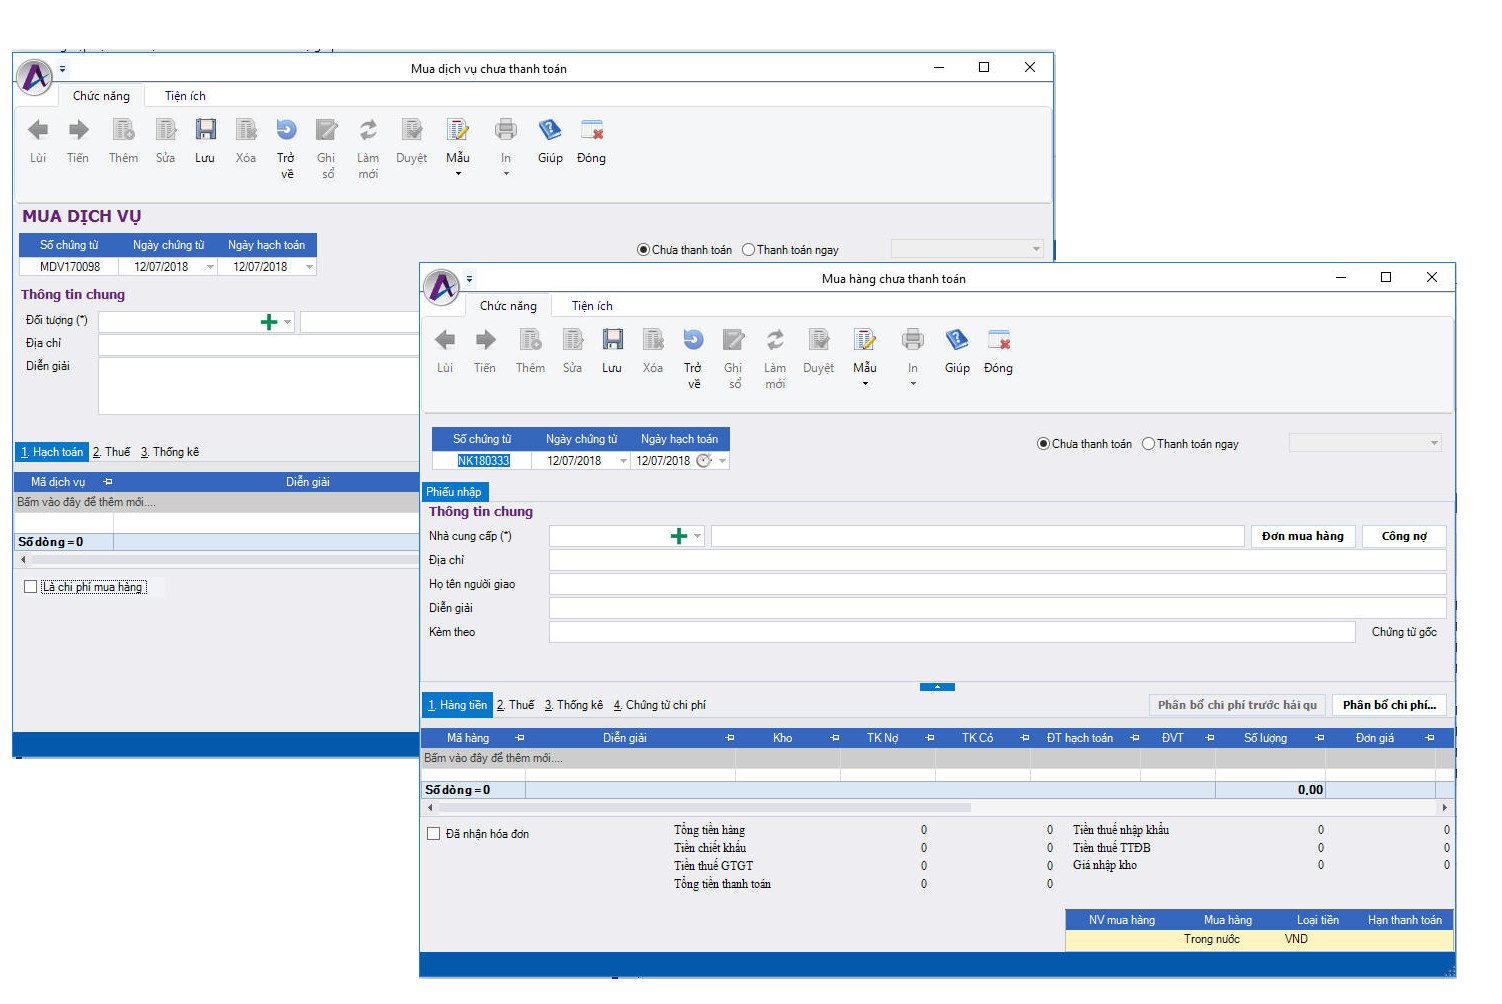 Mua dịch vụ chưa thanh toán
Chức năng Tiện ích
Lùi Tiến Thêm Sửa Lưu Xóa Trở về Ghi sổ Làm mới Duyệt Mẫu In Giúp Đóng
MUA DỊCH VỤ
Số chứng từ Ngày chứng từ Ngày hạch toán
Chưa thanh toán Thanh toán ngay
MDV170098 12/07/2018 12/07/2018
Thông tin chung
Đối tượng (*)
Địa chỉ
Diễn giải
1. Hạch toán 2. Thuế 3. Thống kê
Mã dịch vụ Diễn giải
Bấm vào đây để thêm mới....
Số dòng = 0
Là chi phí mua hàng
Mua hàng chưa thanh toán
Chức năng Tiện ích
Lùi Tiến Thêm Sửa Lưu Xóa Trở về Ghi sổ Làm mới Duyệt Mẫu In Giúp Đóng
Số chứng từ Ngày chứng từ Ngày hạch toán
Chưa thanh toán Thanh toán ngay
NK180333 12/07/2018 12/07/2018
Phiếu nhập
Thông tin chung
Nhà cung cấp (*) Đơn mua hàng Công nợ
Địa chỉ
Họ tên người giao
Diễn giải
Kèm theo Chứng từ gốc
1. Hàng tiền 2. Thuế 3. Thống kê 4. Chứng từ chi phí Phân bổ chi phí trước hải qu Phân bổ chi phí...
Mã hàng Diễn giải Kho TK Nợ TK Có ĐT hạch toán ĐVT Số lượng Đơn giá
Bấm vào đây để thêm mới....
Số dòng = 0 0,00
Đã nhận hóa đơn
Tổng tiền hàng 0 0 Tiền thuế nhập khẩu 0 0
Tiền chiết khấu 0 0 Tiền thuế TTĐB 0 0
Tiền thuế GTGT 0 0 Giá nhập kho 0 0
Tổng tiền thanh toán 0 0
NV mua hàng Mua hàng Loại tiền Hạn thanh toán
Trong nước VND